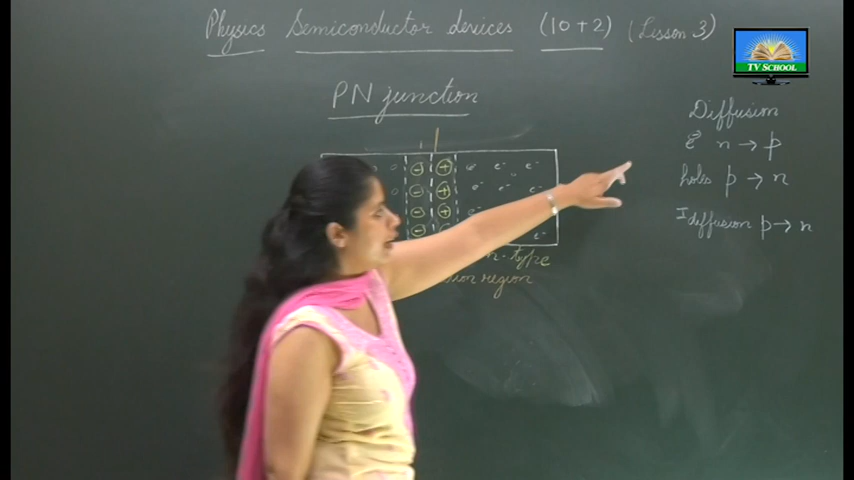 Physics Semiconductor devices (10+2) (Lesson 3)
TV SCHOOL
PN junction
Diffusion
e⁻ n → p
holes p → n
I diffusion p → n
o ⊖ ⊕ e⁻ e⁻ e⁻
o ⊖ ⊕ e⁻ e⁻ e⁻
⊖ ⊕ e⁻
⊖ e⁻
n-type
region